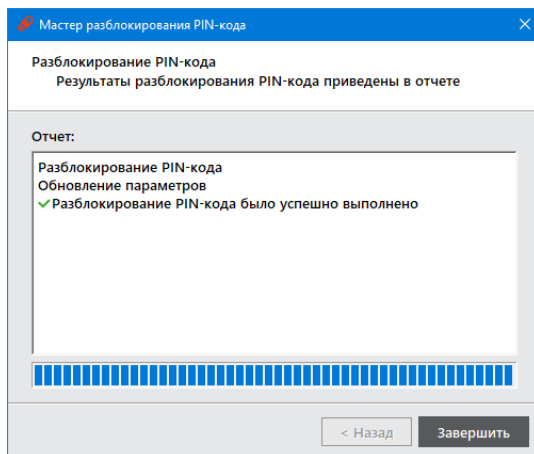 Мастер разблокирования PIN-кода
Разблокирование PIN-кода
Результаты разблокирования PIN-кода приведены в отчете
Отчет:
Разблокирование PIN-кода
Обновление параметров
Разблокирование PIN-кода было успешно выполнено
< Назад
Завершить